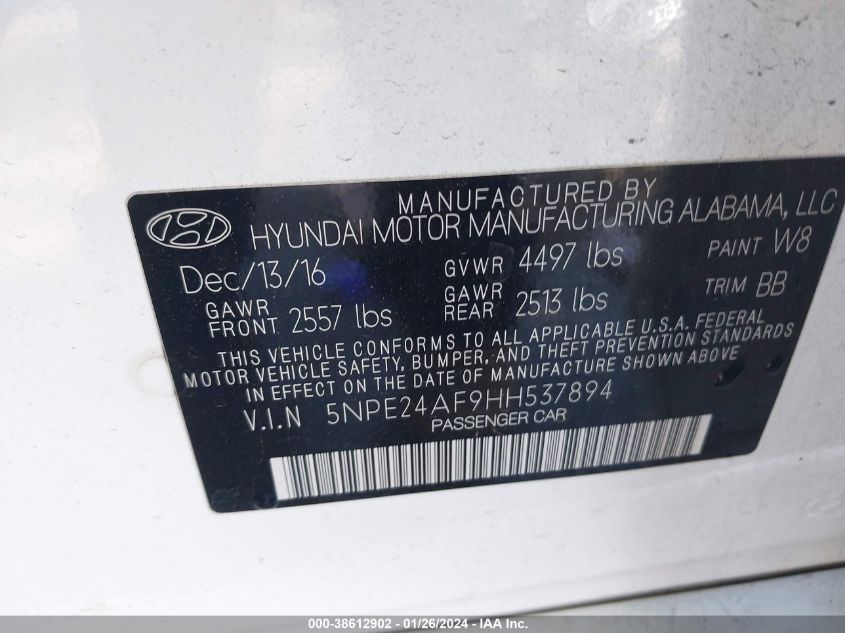 MANUFACTURED BY
HYUNDAI MOTOR MANUFACTURING ALABAMA, LLC
Dec/13/16 GVWR 4497 lbs PAINT W8
GAWR FRONT 2557 lbs GAWR REAR 2513 lbs TRIM BB
THIS VEHICLE CONFORMS TO ALL APPLICABLE U.S.A. FEDERAL
MOTOR VEHICLE SAFETY, BUMPER, AND THEFT PREVENTION STANDARDS
IN EFFECT ON THE DATE OF MANUFACTURE SHOWN ABOVE
V.I.N 5NPE24AF9HH537894
PASSENGER CAR
000-38612902 - 01/26/2024 - IAA Inc.